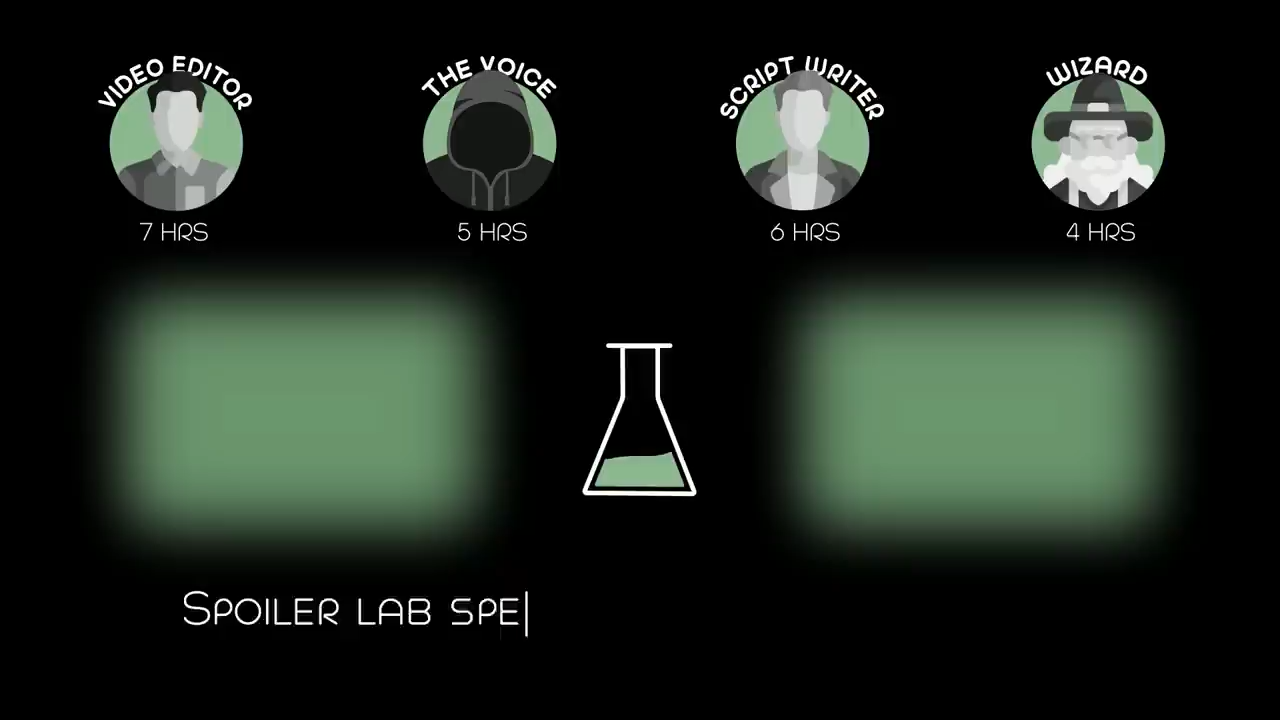 VIDEO EDITOR
THE VOICE
SCRIPT WRITER
WIZARD
7 HRS
5 HRS
6 HRS
4 HRS
SPOILER LAB SPE